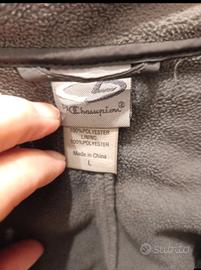 Champion®
100%POLYESTER
LINING
100%POLYESTER
Made in China
L
subito